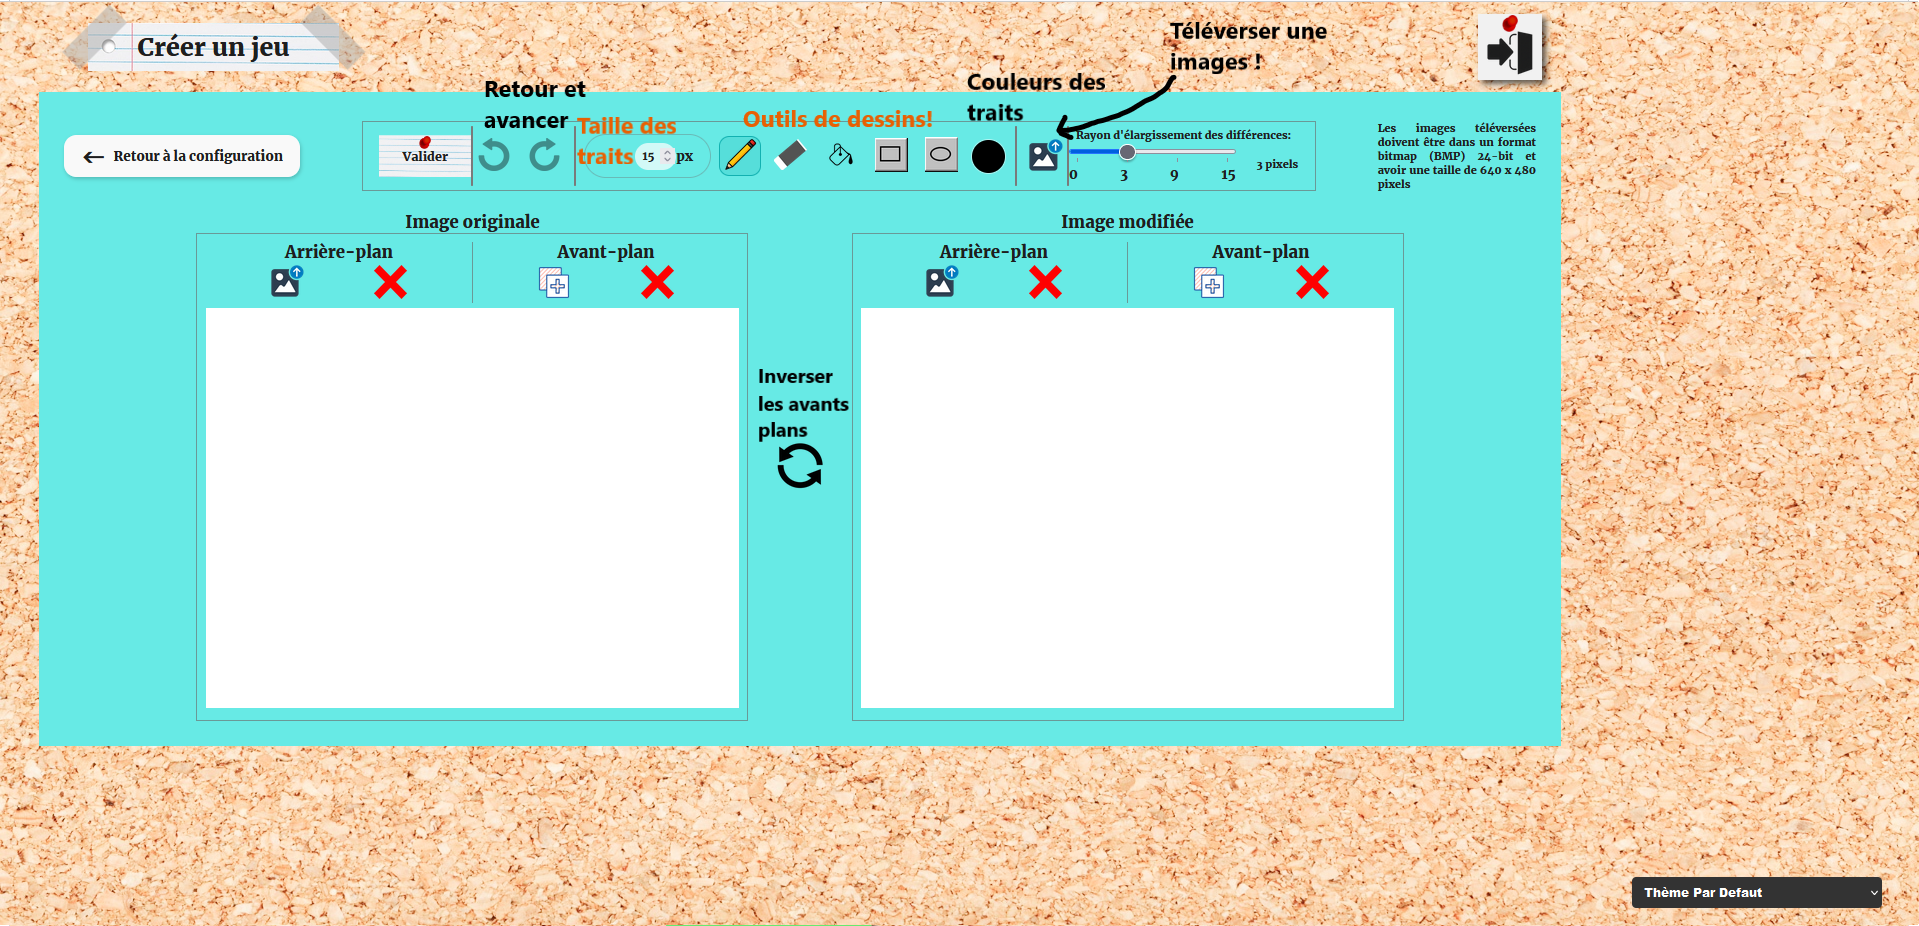 Créer un jeu
Téléverser une
images !
Retour et
avancer
Taille des
traits
Outils de dessins!
Couleurs des
traits
Retour à la configuration
Valider
15 px
Rayon d'élargissement des différences:
0 3 9 15
3 pixels
Les images téléversées
doivent être dans un format
bitmap (BMP) 24-bit et
avoir une taille de 640 x 480
pixels
Image originale
Arrière-plan
Avant-plan
Inverser
les avants
plans
Image modifiée
Arrière-plan
Avant-plan
Thème Par Defaut